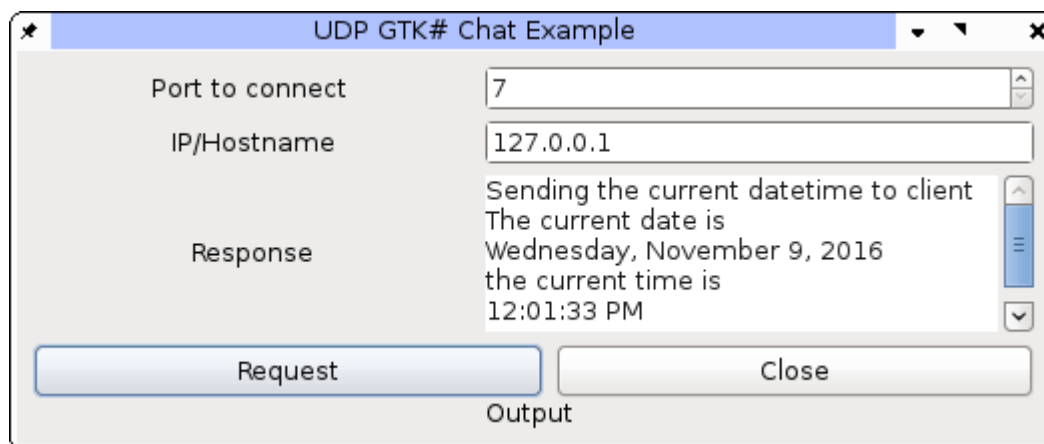 UDP GTK# Chat Example
Port to connect
7
IP/Hostname
127.0.0.1
Response
Sending the current datetime to client
The current date is
Wednesday, November 9, 2016
the current time is
12:01:33 PM
Request
Close
Output